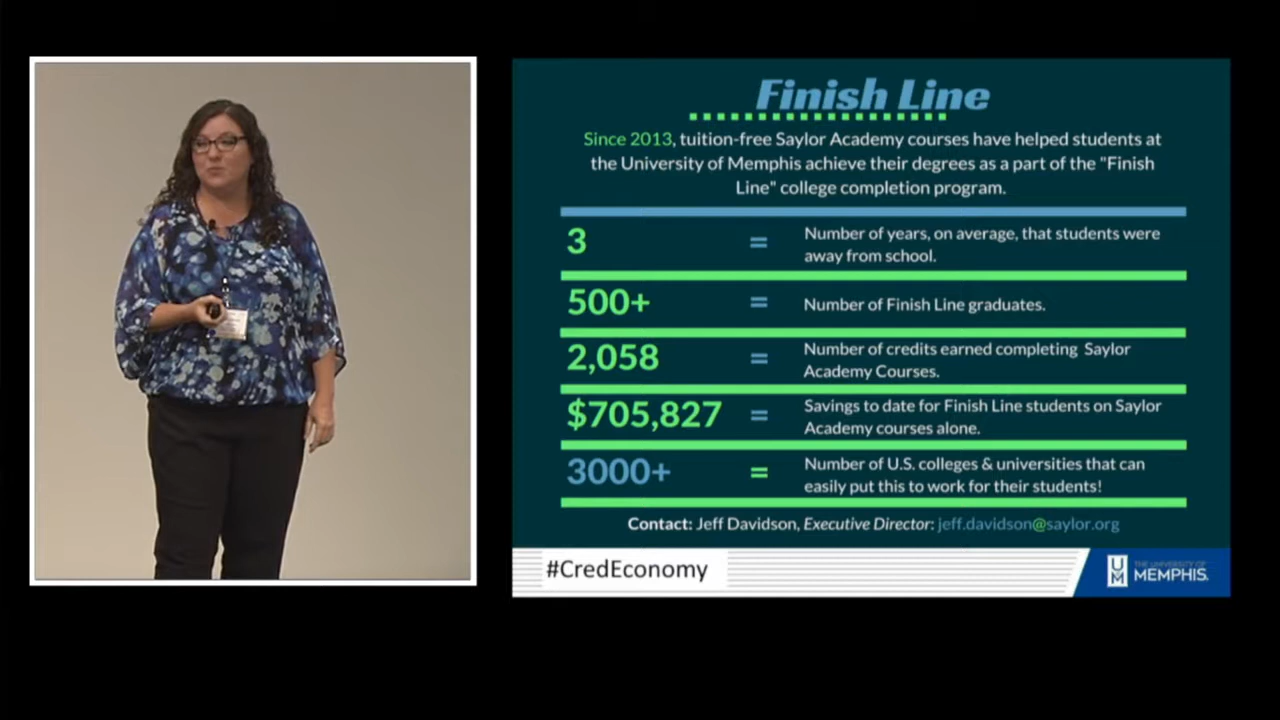 Finish Line
Since 2013, tuition-free Saylor Academy courses have helped students at
the University of Memphis achieve their degrees as a part of the "Finish
Line" college completion program.
3 = Number of years, on average, that students were
away from school.
500+ = Number of Finish Line graduates.
2,058 = Number of credits earned completing Saylor
Academy Courses.
$705,827 = Savings to date for Finish Line students on Saylor
Academy courses alone.
3000+ = Number of U.S. colleges & universities that can
easily put this to work for their students!
Contact: Jeff Davidson, Executive Director: jeff.davidson@saylor.org
#CredEconomy
UM
THE UNIVERSITY OF
MEMPHIS.